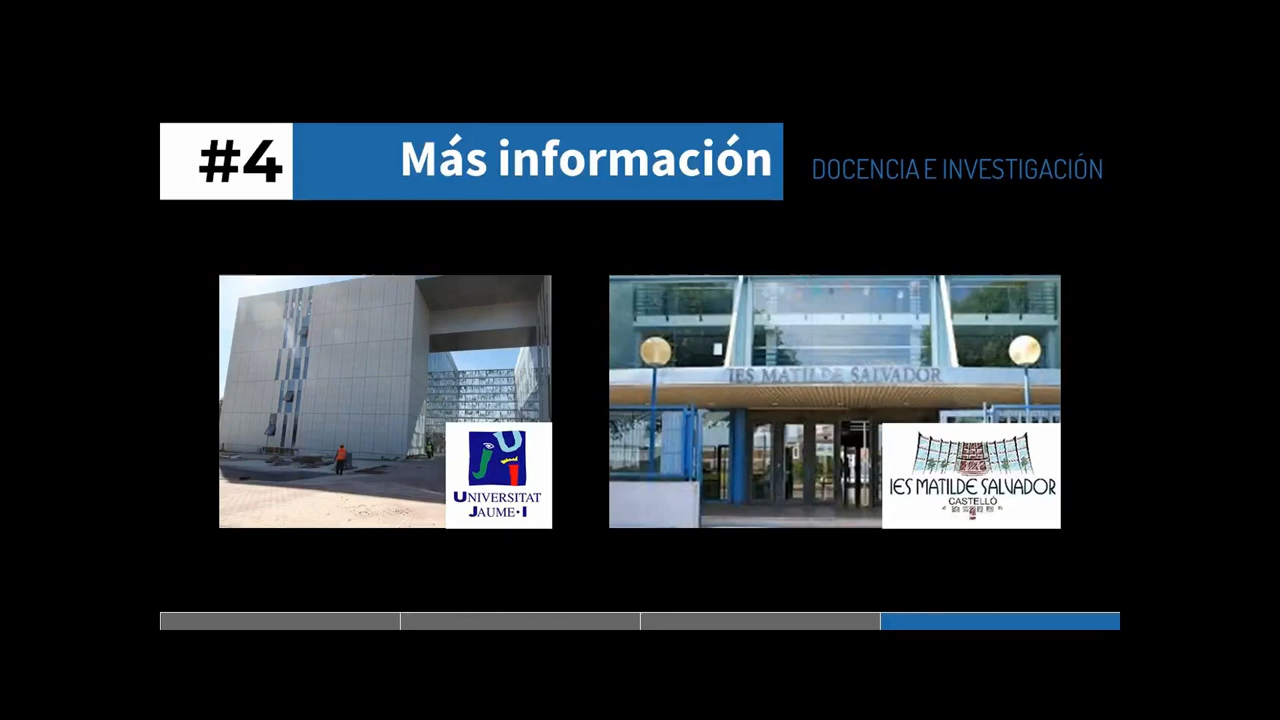 #4
Más información
DOCENCIA E INVESTIGACIÓN
UNIVERSITAT
JAUME·I
IES MATILDE SALVADOR
IES MATILDE SALVADOR
CASTELLÓ